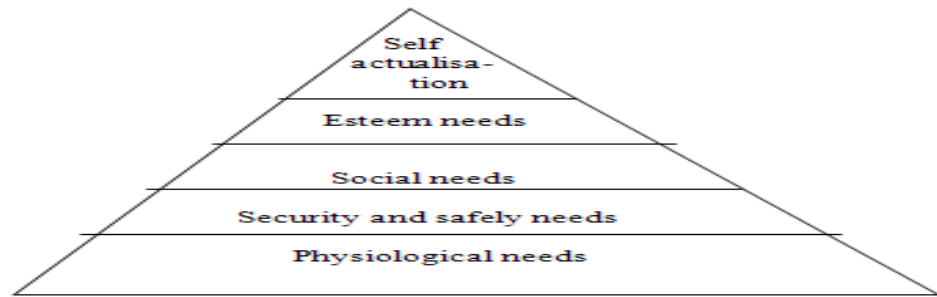 Self
actualisa-
tion
Esteem needs
Social needs
Security and safely needs
Physiological needs